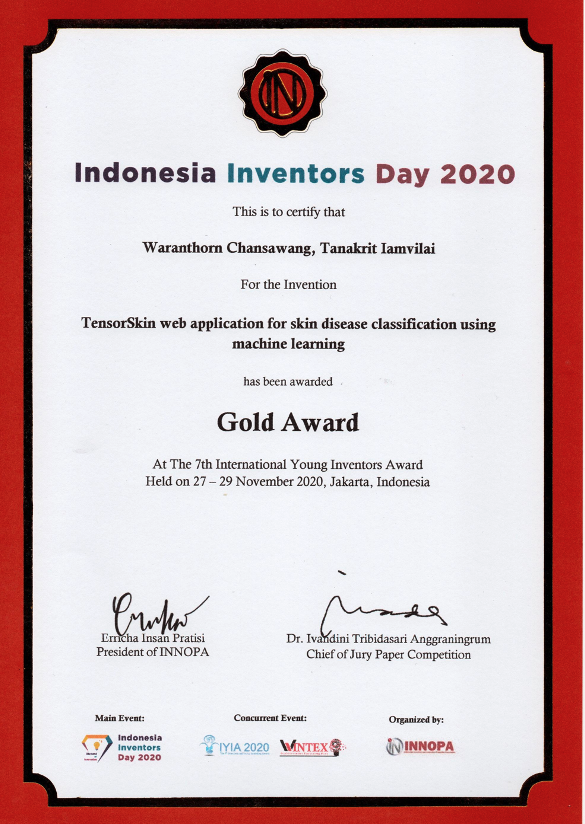 IN
Indonesia Inventors Day 2020
This is to certify that
Waranthorn Chansawang, Tanakrit Iamvilai
For the Invention
TensorSkin web application for skin disease classification using
machine learning
has been awarded
Gold Award
At The 7th International Young Inventors Award
Held on 27 – 29 November 2020, Jakarta, Indonesia
Erricha Insan Pratisi
President of INNOPA
Dr. Ivandini Tribidasari Anggraningrum
Chief of Jury Paper Competition
Main Event:
Concurrent Event:
Organized by:
Indonesia
Inventors
Day 2020
IYIA 2020
WINTEX
INNOPA